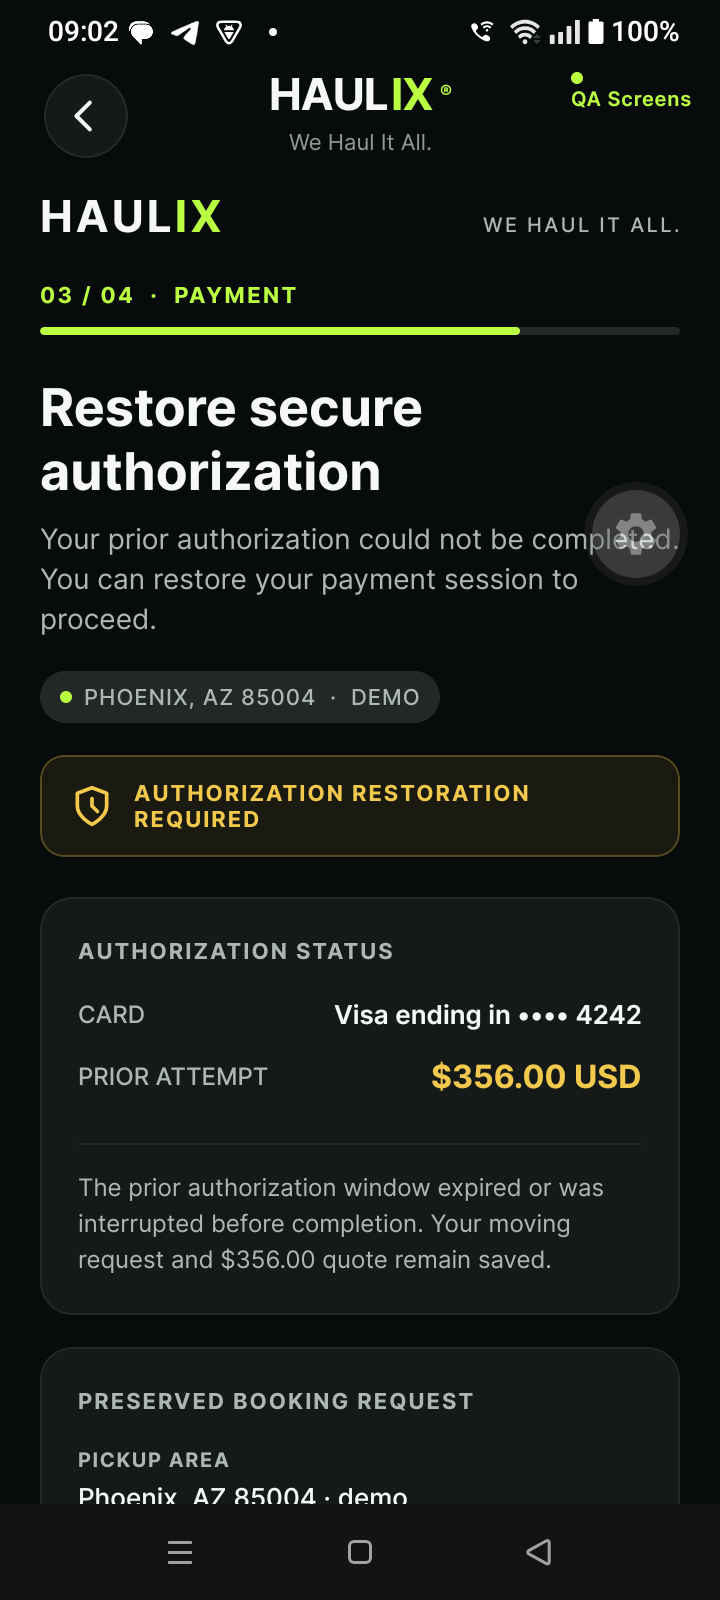 09:02
100%
HAULIX ®
QA Screens
We Haul It All.
HAULIX
WE HAUL IT ALL.
03 / 04 · PAYMENT
Restore secure
authorization
Your prior authorization could not be completed.
You can restore your payment session to
proceed.
PHOENIX, AZ 85004 · DEMO
AUTHORIZATION RESTORATION
REQUIRED
AUTHORIZATION STATUS
CARD Visa ending in •••• 4242
PRIOR ATTEMPT $356.00 USD
The prior authorization window expired or was
interrupted before completion. Your moving
request and $356.00 quote remain saved.
PRESERVED BOOKING REQUEST
PICKUP AREA
Phoenix, AZ 85004 · demo